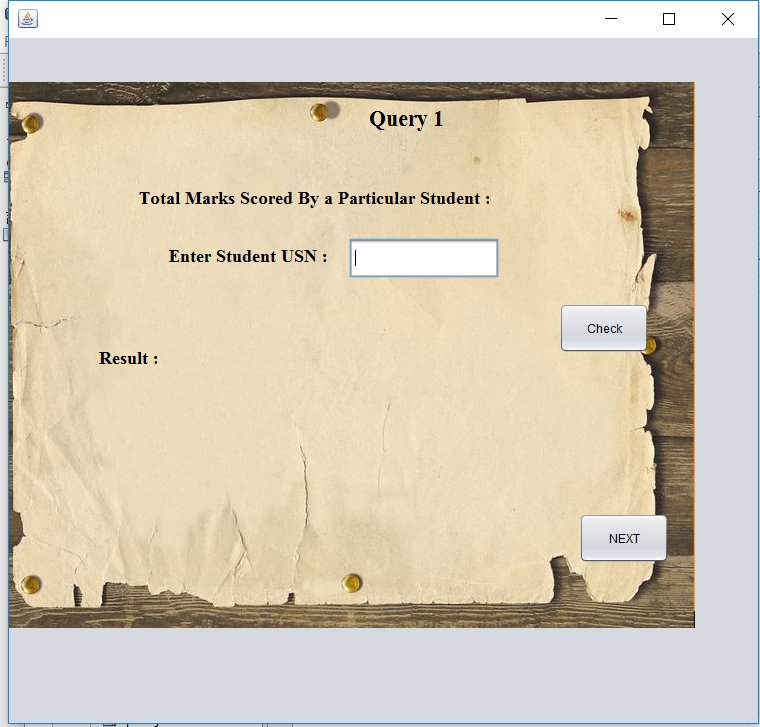 Query 1
Total Marks Scored By a Particular Student :
Enter Student USN :
Check
Result :
NEXT